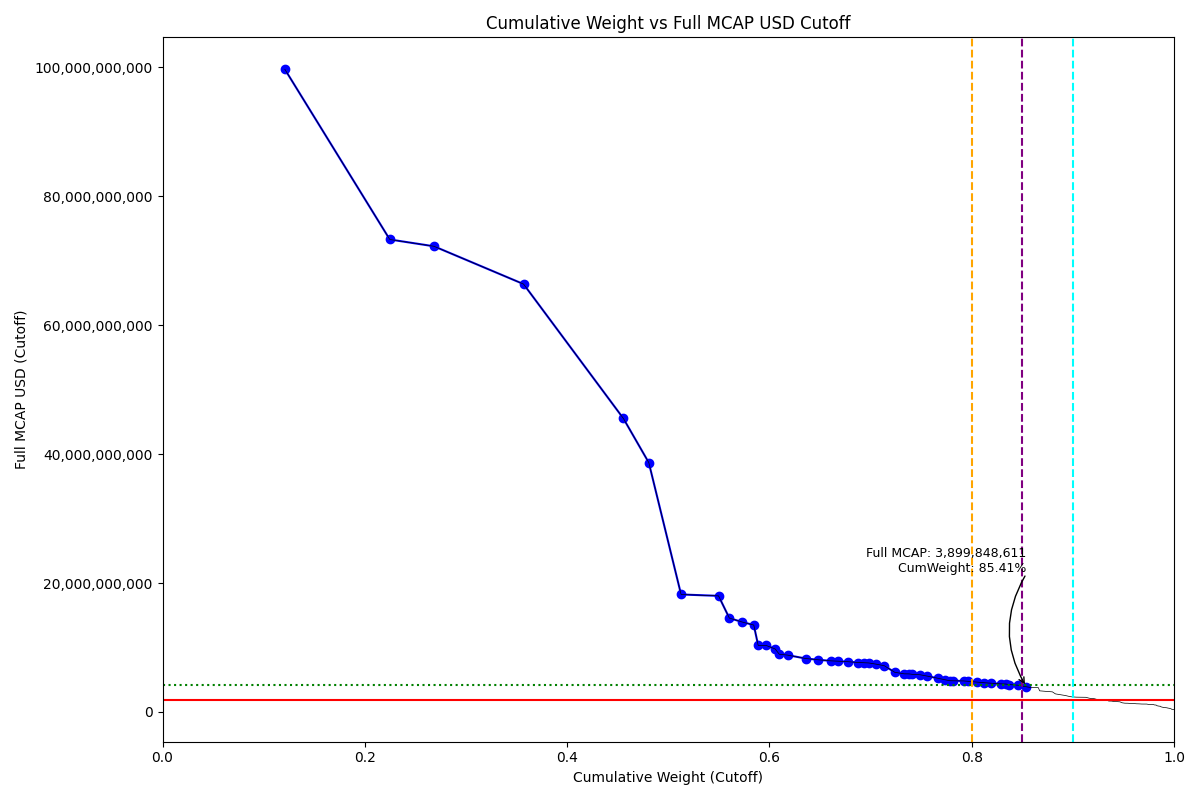 Cumulative Weight vs Full MCAP USD Cutoff
Full MCAP USD (Cutoff)
100,000,000,000
80,000,000,000
60,000,000,000
40,000,000,000
20,000,000,000
0
Full MCAP: 3,899,848,611
CumWeight: 85.41%
0.0 0.2 0.4 0.6 0.8 1.0
Cumulative Weight (Cutoff)